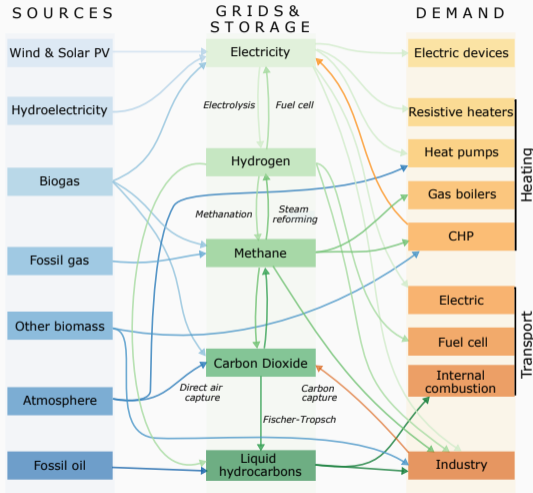 SOURCES
GRIDS &
STORAGE
DEMAND
Wind & Solar PV
Electricity
Electric devices
Hydroelectricity
Electrolysis
Fuel cell
Resistive heaters
Heat pumps
Hydrogen
Biogas
Gas boilers
Methanation
Steam
reforming
CHP
Heating
Fossil gas
Methane
Electric
Other biomass
Fuel cell
Transport
Carbon Dioxide
Internal
combustion
Atmosphere
Direct air
capture
Carbon
capture
Fischer-Tropsch
Fossil oil
Liquid
hydrocarbons
Industry